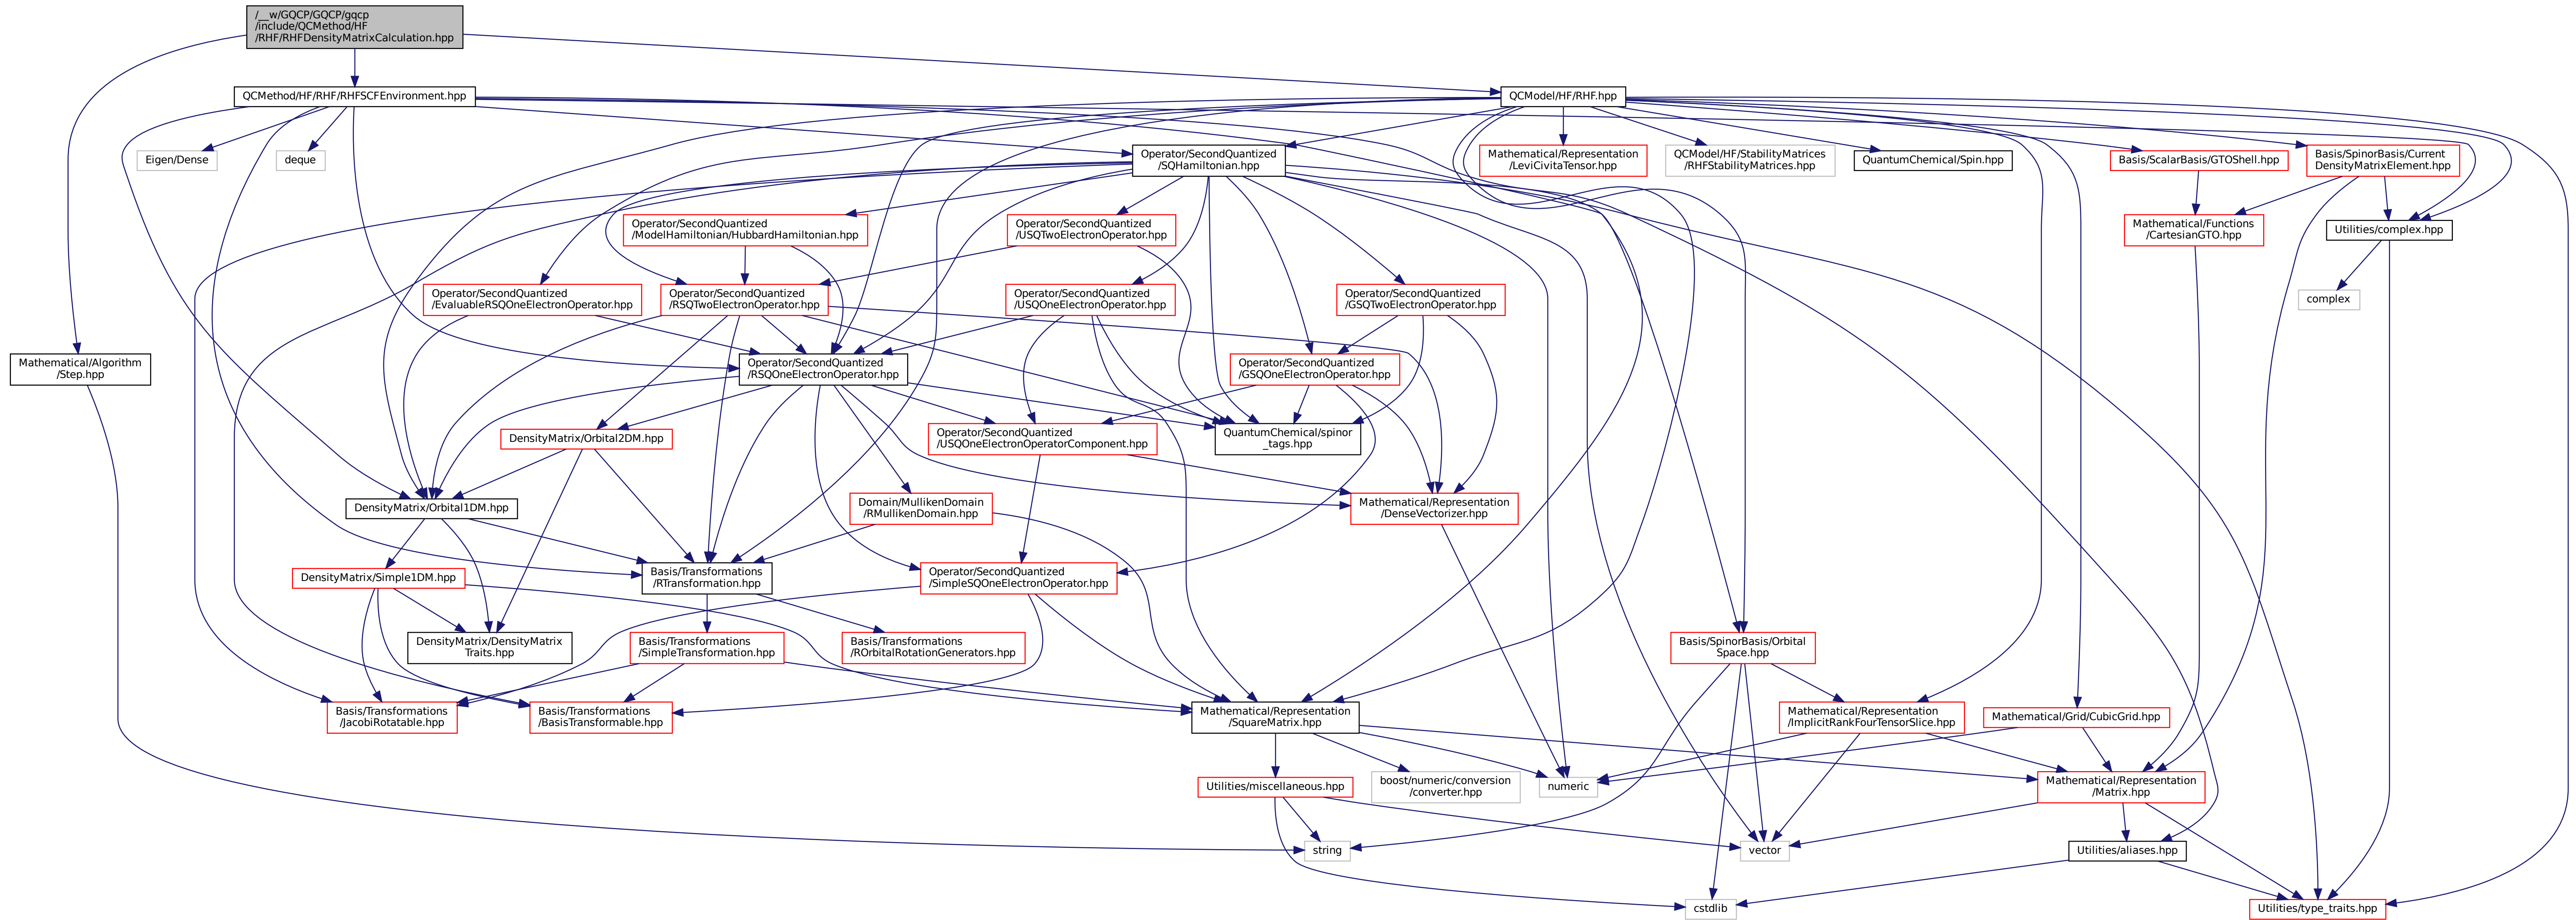 /__w/GQCP/GQCP/gqcp
/include/QCMethod/HF
/RHF/RHFDensityMatrixCalculation.hpp
QCMethod/HF/RHF/RHFSCFEnvironment.hpp
QCModel/HF/RHF.hpp
Eigen/Dense
deque
Operator/SecondQuantized
/SQHamiltonian.hpp
Mathematical/Representation
/LeviCivitaTensor.hpp
QCModel/HF/StabilityMatrices
/RHFStabilityMatrices.hpp
QuantumChemical/Spin.hpp
Basis/ScalarBasis/GTOShell.hpp
Basis/SpinorBasis/Current
DensityMatrixElement.hpp
Operator/SecondQuantized
/ModelHamiltonian/HubbardHamiltonian.hpp
Operator/SecondQuantized
/USQTwoElectronOperator.hpp
Mathematical/Functions
/CartesianGTO.hpp
Utilities/complex.hpp
Operator/SecondQuantized
/EvaluableRSQOneElectronOperator.hpp
Operator/SecondQuantized
/RSQTwoElectronOperator.hpp
Operator/SecondQuantized
/USQOneElectronOperator.hpp
Operator/SecondQuantized
/GSQTwoElectronOperator.hpp
complex
Mathematical/Algorithm
/Step.hpp
Operator/SecondQuantized
/RSQOneElectronOperator.hpp
Operator/SecondQuantized
/GSQOneElectronOperator.hpp
DensityMatrix/Orbital2DM.hpp
Operator/SecondQuantized
/USQOneElectronOperatorComponent.hpp
QuantumChemical/spinor
_tags.hpp
DensityMatrix/Orbital1DM.hpp
Domain/MullikenDomain
/RMullikenDomain.hpp
Mathematical/Representation
/DenseVectorizer.hpp
DensityMatrix/Simple1DM.hpp
Basis/Transformations
/RTransformation.hpp
Operator/SecondQuantized
/SimpleSQOneElectronOperator.hpp
DensityMatrix/DensityMatrix
Traits.hpp
Basis/Transformations
/SimpleTransformation.hpp
Basis/Transformations
/ROrbitalRotationGenerators.hpp
Basis/SpinorBasis/Orbital
Space.hpp
Basis/Transformations
/JacobiRotatable.hpp
Basis/Transformations
/BasisTransformable.hpp
Mathematical/Representation
/SquareMatrix.hpp
Mathematical/Representation
/ImplicitRankFourTensorSlice.hpp
Mathematical/Grid/CubicGrid.hpp
Utilities/miscellaneous.hpp
boost/numeric/conversion
/converter.hpp
numeric
Mathematical/Representation
/Matrix.hpp
string
vector
Utilities/aliases.hpp
cstdlib
Utilities/type_traits.hpp